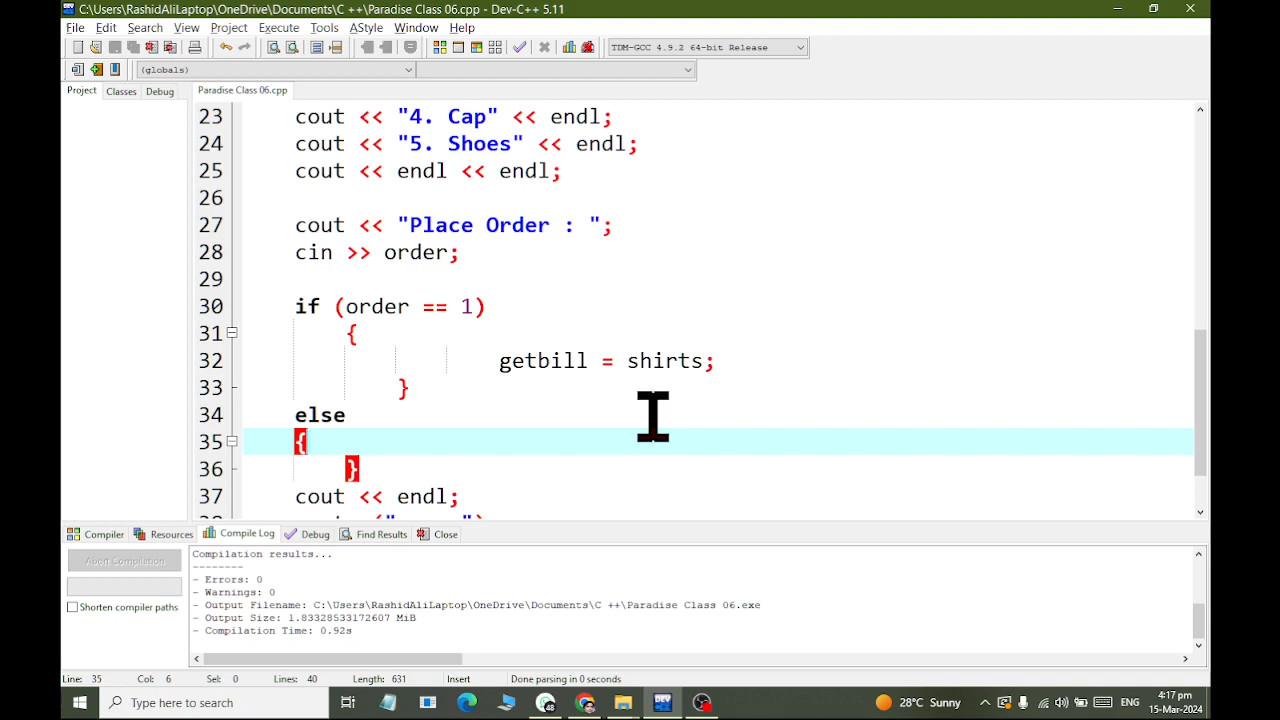 C:\Users\RashidAliLaptop\OneDrive\Documents\C ++\Paradise Class 06.cpp - Dev-C++ 5.11
File Edit Search View Project Execute Tools AStyle Window Help
TDM-GCC 4.9.2 64-bit Release
(globals)
Project Classes Debug Paradise Class 06.cpp
23 cout << "4. Cap" << endl;
24 cout << "5. Shoes" << endl;
25 cout << endl << endl;
26
27 cout << "Place Order : ";
28 cin >> order;
29
30 if (order == 1)
31 {
32 getbill = shirts;
33 }
34 else
35 {
36 }
37 cout << endl;
Compiler Resources Compile Log Debug Find Results Close
Abort Compilation
Shorten compiler paths
Compilation results...
--------
- Errors: 0
- Warnings: 0
- Output Filename: C:\Users\RashidAliLaptop\OneDrive\Documents\C ++\Paradise Class 06.exe
- Output Size: 1.83328533172607 MiB
- Compilation Time: 0.92s
Line: 35 Col: 6 Sel: 0 Lines: 40 Length: 631 Insert Done parsing in 0 seconds
Type here to search
48
28°C Sunny
ENG
4:17 pm
15-Mar-2024